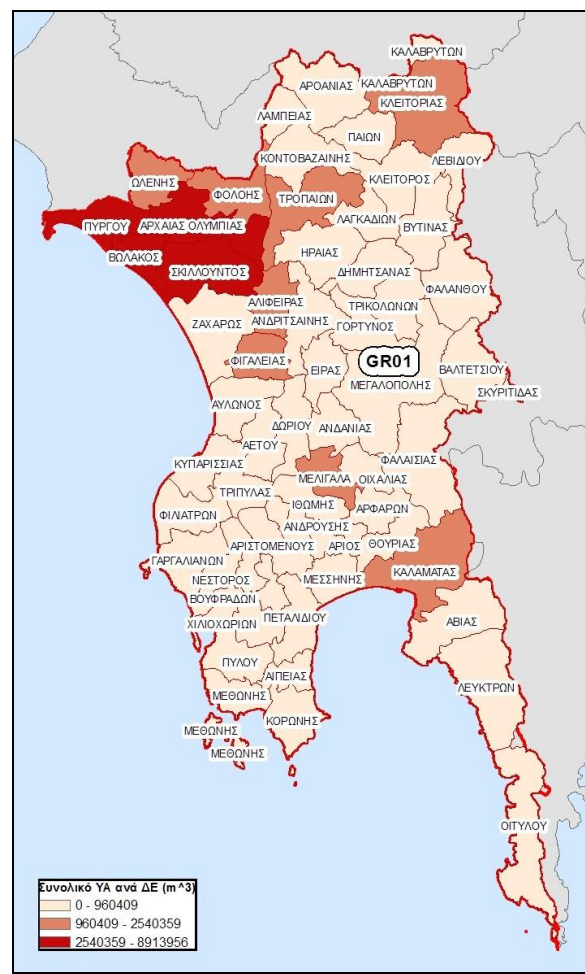 ΚΑΛΑΒΡΥΤΩΝ
ΑΡΟΑΝΙΑΣ
ΚΑΛΑΒΡΥΤΩΝ
ΚΛΕΙΤΟΡΙΑΣ
ΛΑΜΠΕΙΑΣ
ΠΑΙΩΝ
ΚΟΝΤΟΒΑΖΑΙΝΗΣ
ΛΕΒΙΔΙΟΥ
ΩΛΕΝΗΣ
ΦΟΛΟΗΣ
ΚΛΕΙΤΟΡΟΣ
ΤΡΟΠΑΙΩΝ
ΛΑΓΚΑΔΙΩΝ
ΒΥΤΙΝΑΣ
ΠΥΡΓΟΥ
ΑΡΧΑΙΑΣ ΟΛΥΜΠΙΑΣ
ΗΡΑΙΑΣ
ΒΩΛΑΚΟΣ
ΣΚΙΛΛΟΥΝΤΟΣ
ΔΗΜΗΤΣΑΝΑΣ
ΦΑΛΑΝΘΟΥ
ΑΛΙΦΕΙΡΑΣ
ΤΡΙΚΟΛΩΝΩΝ
ΖΑΧΑΡΩΣ
ΑΝΔΡΙΤΣΑΙΝΗΣ
ΓΟΡΤΥΝΟΣ
ΦΙΓΑΛΕΙΑΣ
ΕΙΡΑΣ
GR01
ΒΑΛΤΕΤΣΙΟΥ
ΜΕΓΑΛΟΠΟΛΗΣ
ΣΚΥΡΙΤΙΔΑΣ
ΑΥΛΩΝΟΣ
ΔΩΡΙΟΥ
ΑΝΔΑΝΙΑΣ
ΑΕΤΟΥ
ΚΥΠΑΡΙΣΣΙΑΣ
ΦΑΛΑΙΣΙΑΣ
ΜΕΛΙΓΑΛΑ
ΟΙΧΑΛΙΑΣ
ΤΡΙΠΥΛΑΣ
ΙΘΩΜΗΣ
ΑΡΦΑΡΩΝ
ΦΙΛΙΑΤΡΩΝ
ΑΝΔΡΟΥΣΗΣ
ΑΡΙΣΤΟΜΕΝΟΥΣ
ΑΡΙΟΣ
ΘΟΥΡΙΑΣ
ΓΑΡΓΑΛΙΑΝΩΝ
ΝΕΣΤΟΡΟΣ
ΜΕΣΣΗΝΗΣ
ΚΑΛΑΜΑΤΑΣ
ΒΟΥΦΡΑΔΩΝ
ΧΙΛΙΟΧΩΡΙΩΝ
ΠΕΤΑΛΙΔΙΟΥ
ΑΒΙΑΣ
ΠΥΛΟΥ
ΑΙΠΕΙΑΣ
ΛΕΥΚΤΡΩΝ
ΜΕΘΩΝΗΣ
ΚΟΡΩΝΗΣ
ΜΕΘΩΝΗΣ
ΜΕΘΩΝΗΣ
ΟΙΤΥΛΟΥ
Συνολικό ΥΑ ανά ΔΕ (m^3)
0 - 960409
960409 - 2540359
2540359 - 8913956